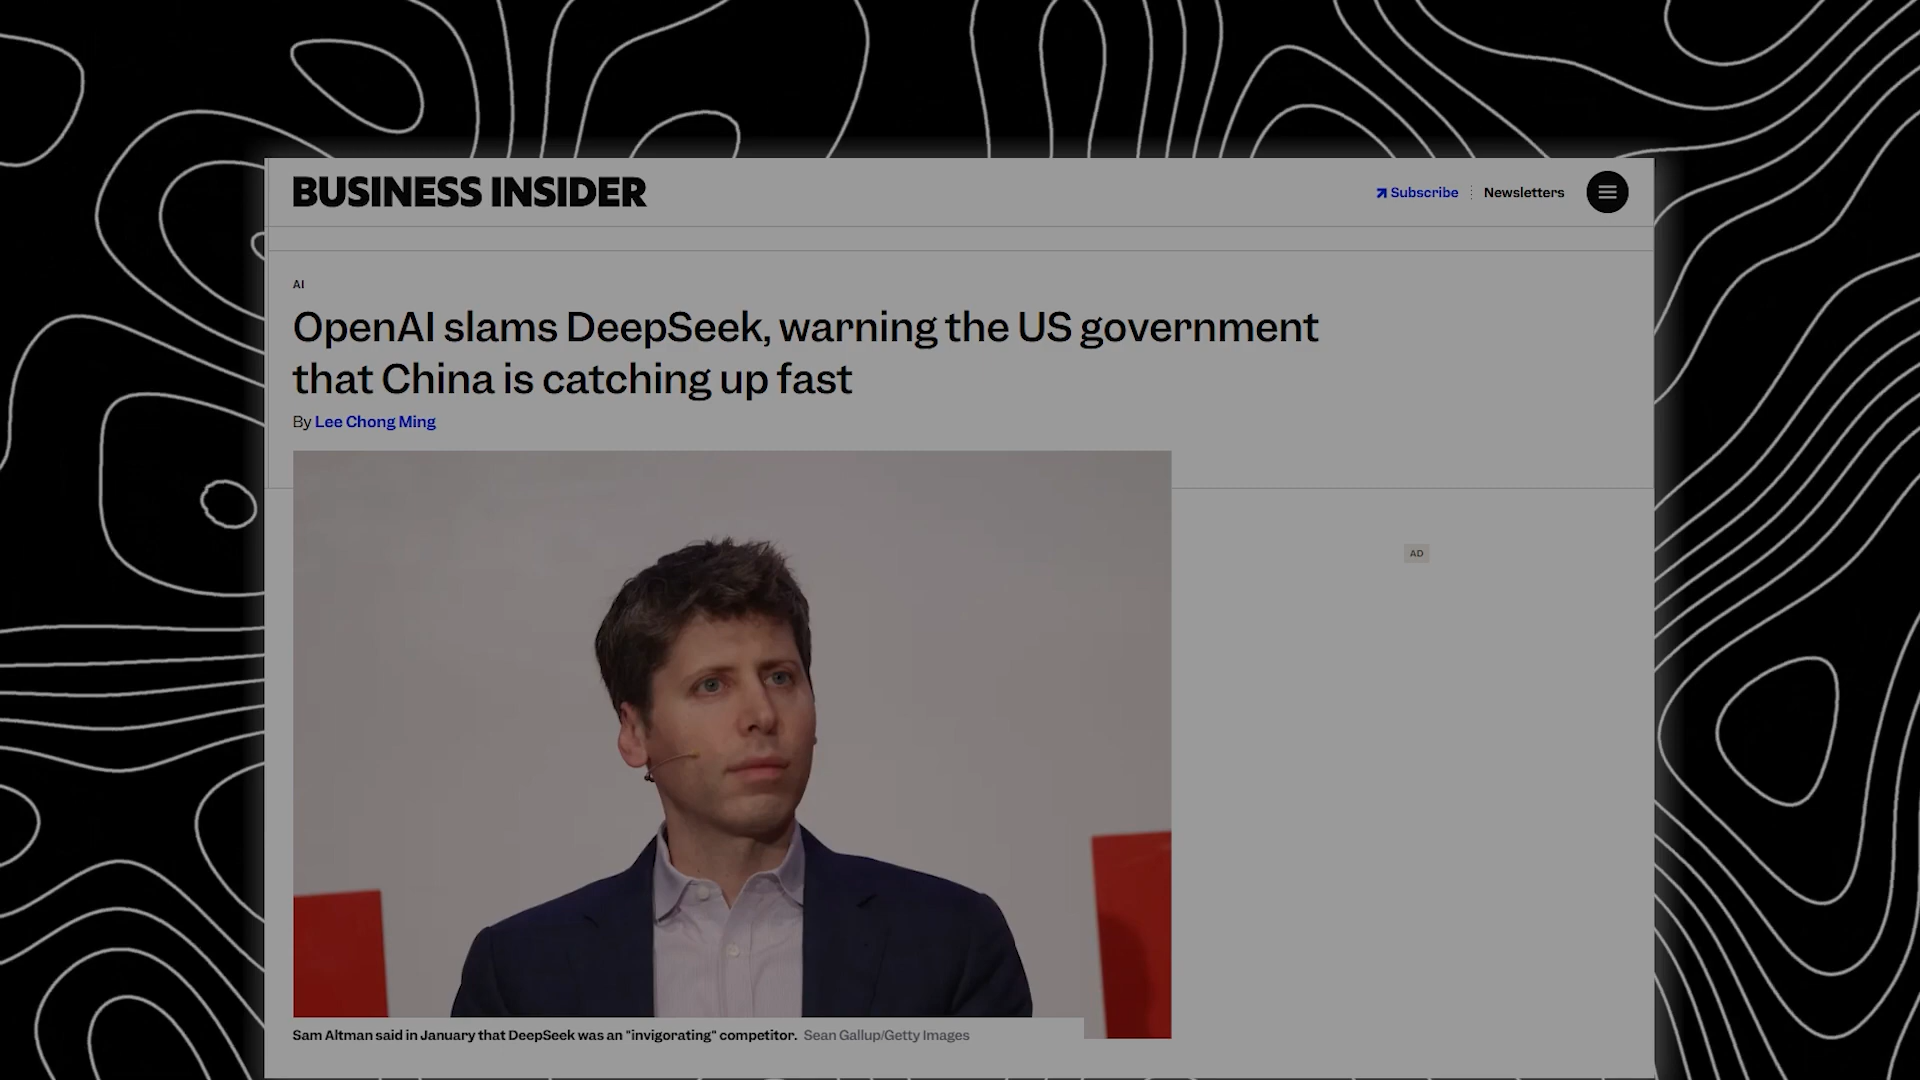 BUSINESS INSIDER
Subscribe
Newsletters
AI
OpenAI slams DeepSeek, warning the US government
that China is catching up fast
By Lee Chong Ming
AD
Sam Altman said in January that DeepSeek was an "invigorating" competitor. Sean Gallup/Getty Images